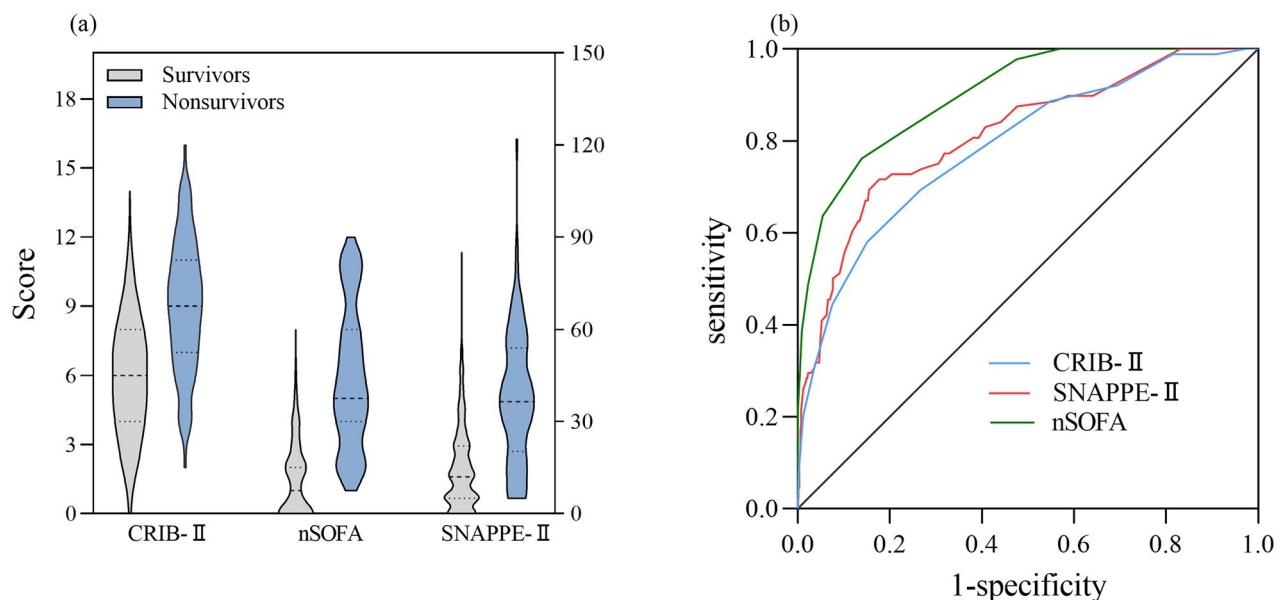 (a)
Survivors
Nonsurvivors
Score
18
15
12
9
6
3
0
150
120
90
60
30
0
CRIB-Ⅱ
nSOFA
SNAPPE-Ⅱ
(b)
sensitivity
1.0
0.8
0.6
0.4
0.2
0.0
CRIB-Ⅱ
SNAPPE-Ⅱ
nSOFA
0.0 0.2 0.4 0.6 0.8 1.0
1-specificity